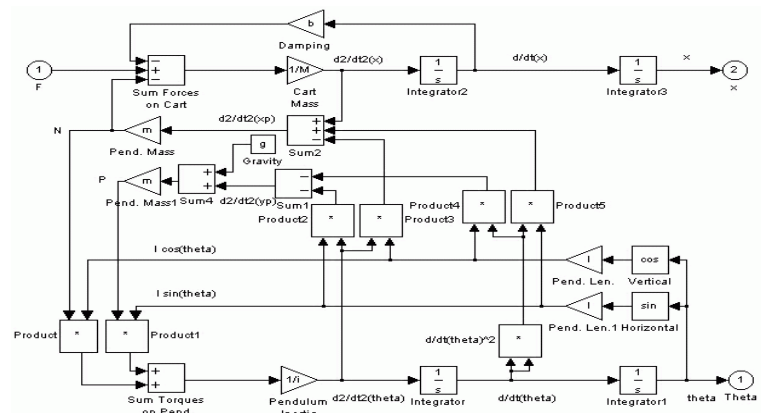 b
Damping
1
F
Sum Forces
on Cart
1/M
Cart
Mass
d2/dt2(x)
1
s
Integrator2
d/dt(x)
1
s
Integrator3
x
2
x
N
m
Pend. Mass
d2/dt2(xp)
+
+
−
Sum2
g
Gravity
P
m
Pend. Mass1
+
+
Sum4
d2/dt2(yp)
−
−
Sum1
Product2
*
*
Product3
Product4
*
*
Product5
l cos(theta)
l
Pend. Len.
cos
Vertical
l sin(theta)
l
Pend. Len.1
sin
Horizontal
Product
*
*
Product1
d/dt(theta)^2
*
+
+
Sum Torques
on Pend.
1/i
Pendulum
d2/dt2(theta)
1
s
Integrator
d/dt(theta)
1
s
Integrator1
theta
1
Theta
−
+
−